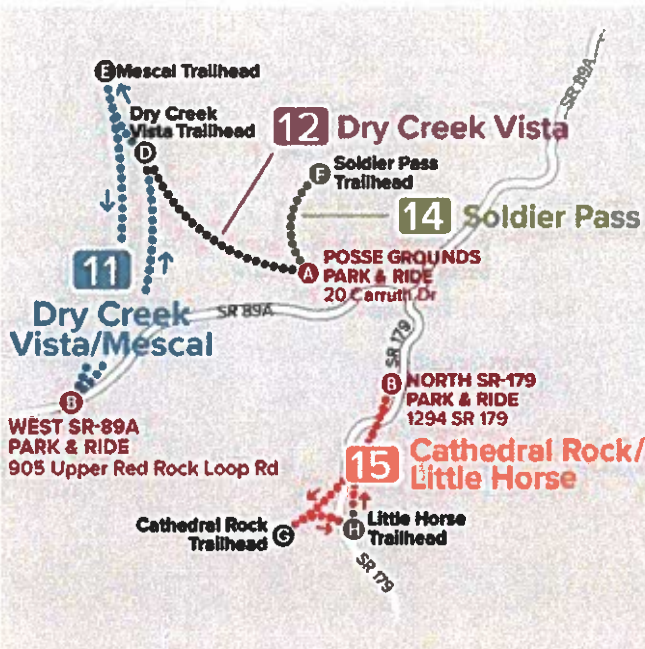 E Mescal Trailhead
Dry Creek
Vista Trailhead
D
12 Dry Creek Vista
SR 89A
F Soldier Pass
Trailhead
14 Soldier Pass
A POSSE GROUNDS
PARK & RIDE
20 Carruth Dr
11
Dry Creek
Vista/Mescal
SR 89A
SR 179
B
WEST SR-89A
PARK & RIDE
905 Upper Red Rock Loop Rd
B NORTH SR-179
PARK & RIDE
1294 SR 179
15 Cathedral Rock/
Little Horse
Cathedral Rock
Trailhead G
H Little Horse
Trailhead
SR 179